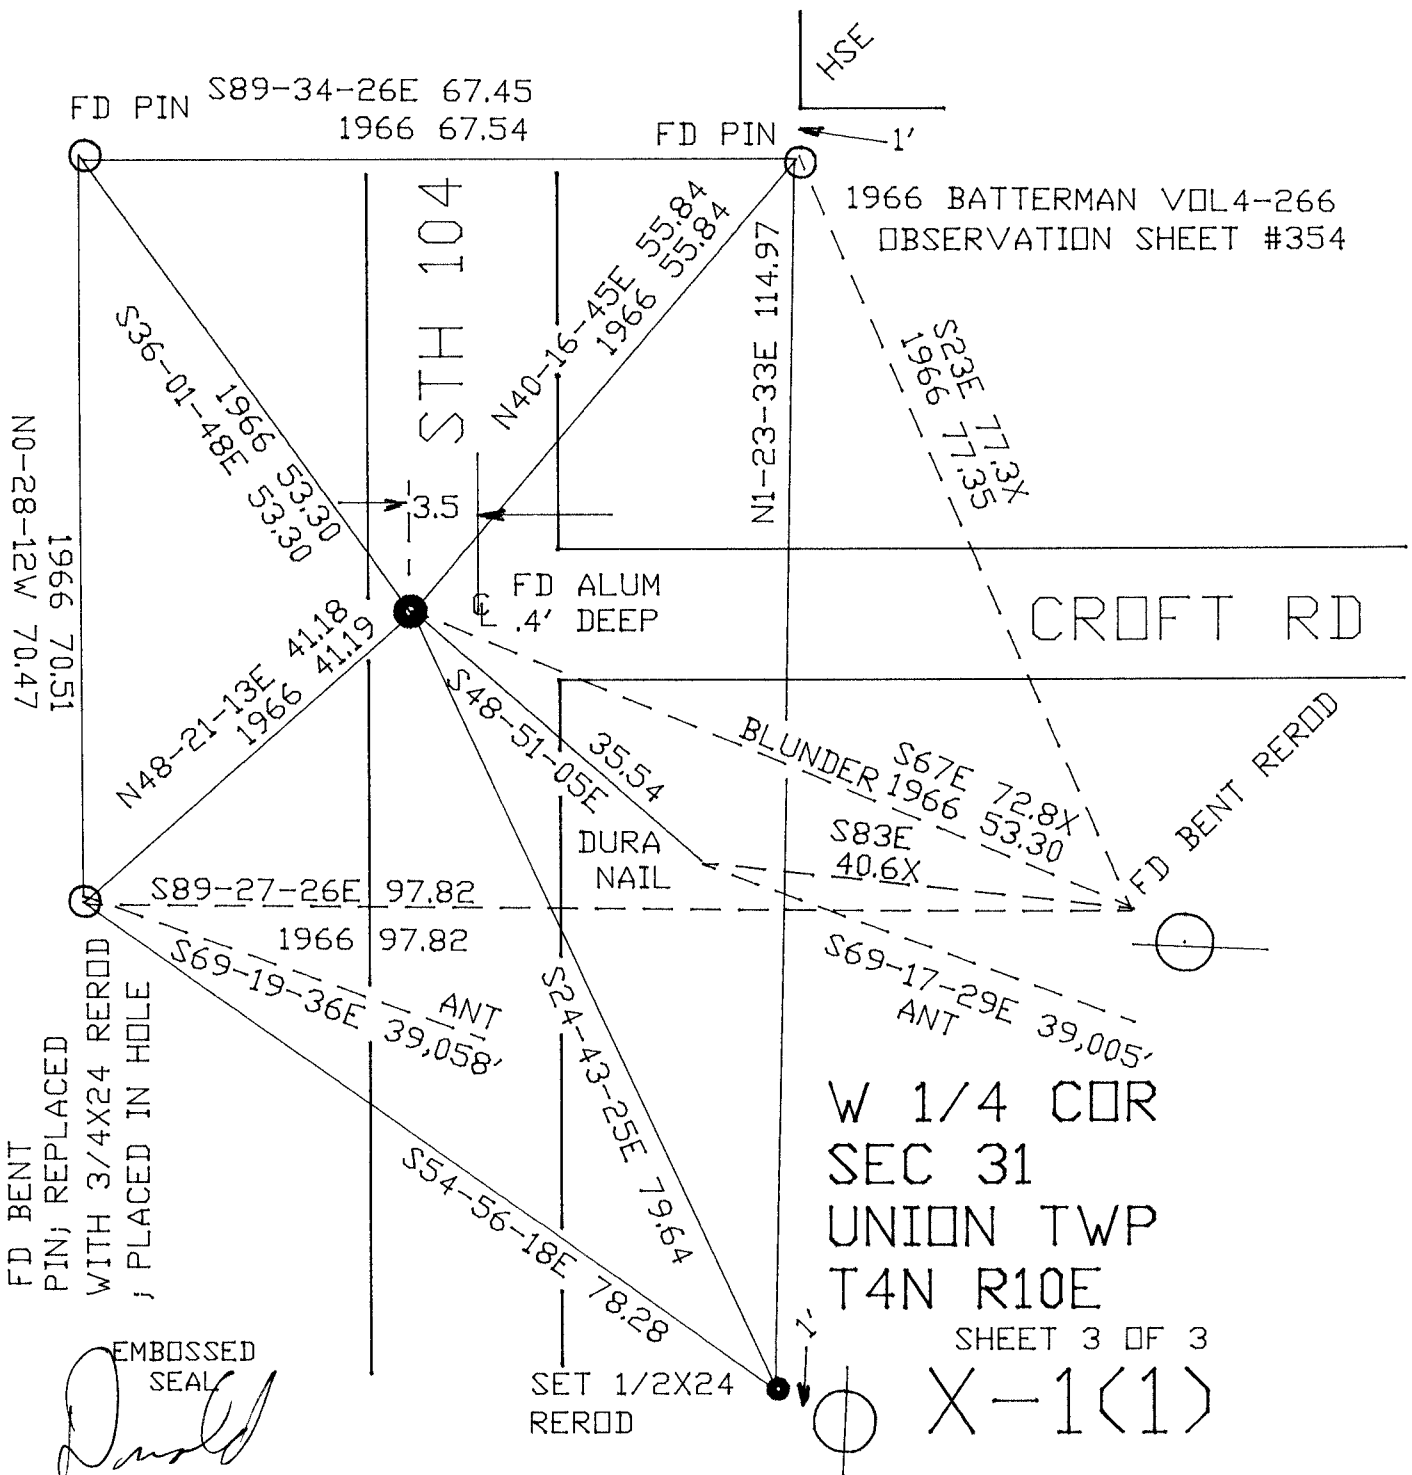 HSE
S89-34-26E 67.45
1966 67.54
FD PIN
FD PIN
1'
1966 BATTERMAN VOL4-266
OBSERVATION SHEET #354
STH 104
N40-16-45E 55.84
1966 55.84
N1-23-33E 114.97
S23E 77.3X
1966 77.35
1966 53.30
S36-01-48E 53.30
3.5
1966 70.51
N0-28-12W 70.47
FD ALUM
.4' DEEP
CL
CROFT RD
N48-21-13E 41.18
1966 41.19
S48-51-05E
35.54
BLUNDER
S67E 72.8X
1966 53.30
FD BENT REROD
DURA
NAIL
S83E
40.6X
S89-27-26E 97.82
1966 97.82
S69-19-36E 39,058'
ANT
S69-17-29E 39,005'
ANT
S24-43-25E 79.64
S54-56-18E 78.28
FD BENT
PIN; REPLACED
WITH 3/4X24 REROD
; PLACED IN HOLE
W 1/4 COR
SEC 31
UNION TWP
T4N R10E
SHEET 3 OF 3
X-1(1)
1'
SET 1/2X24
REROD
EMBOSSED
SEAL
Donald